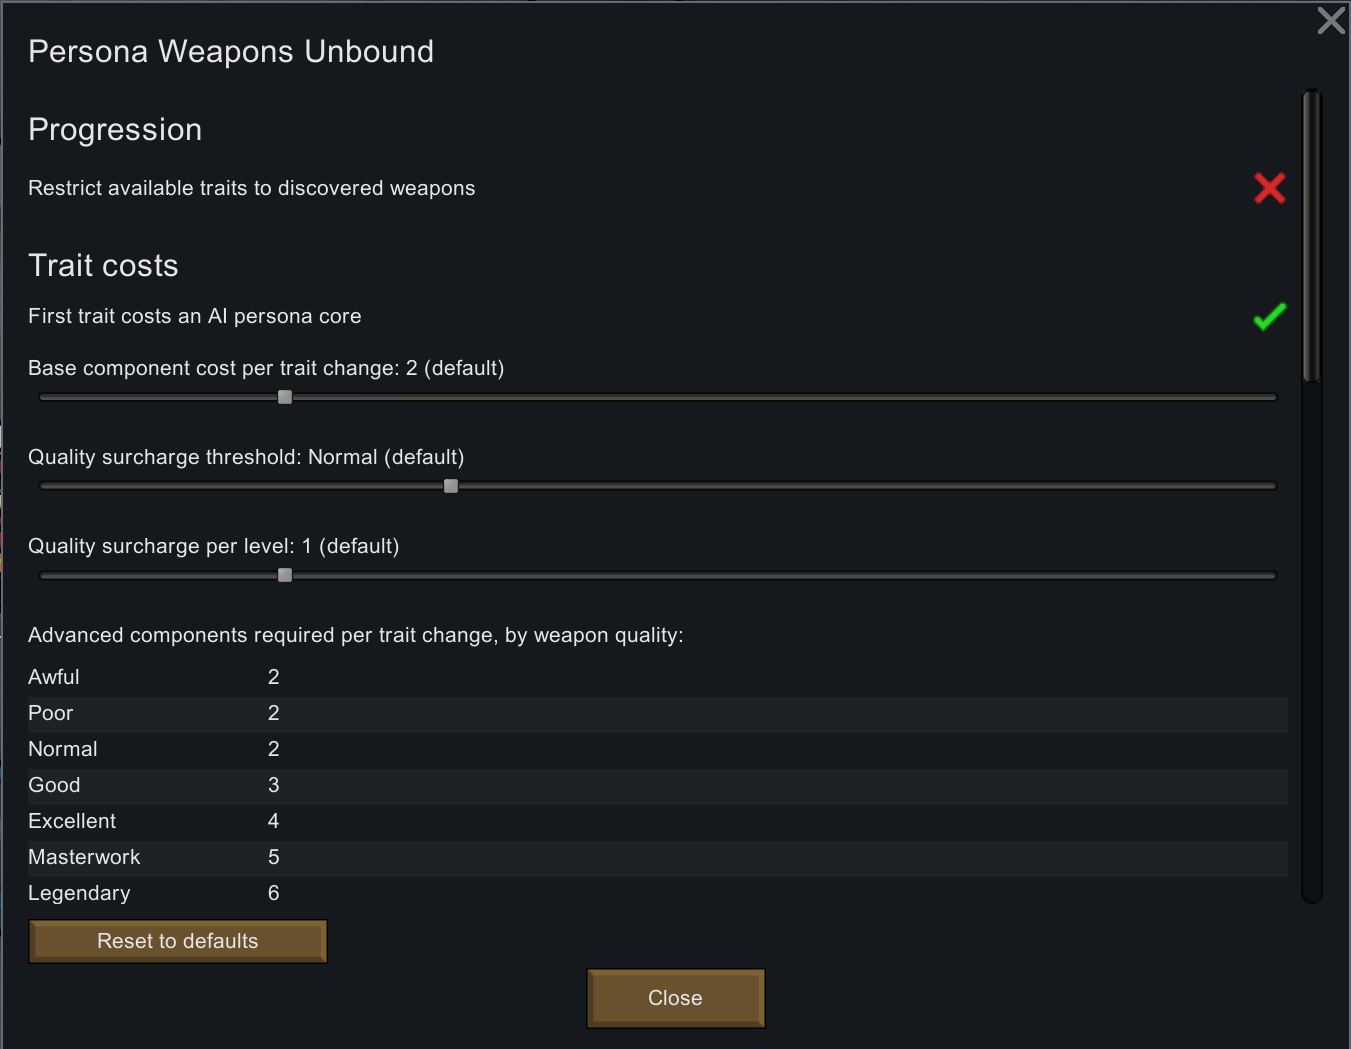 Persona Weapons Unbound
Progression
Restrict available traits to discovered weapons
Trait costs
First trait costs an AI persona core
Base component cost per trait change: 2 (default)
Quality surcharge threshold: Normal (default)
Quality surcharge per level: 1 (default)
Advanced components required per trait change, by weapon quality:
Awful 2
Poor 2
Normal 2
Good 3
Excellent 4
Masterwork 5
Legendary 6
Reset to defaults
Close